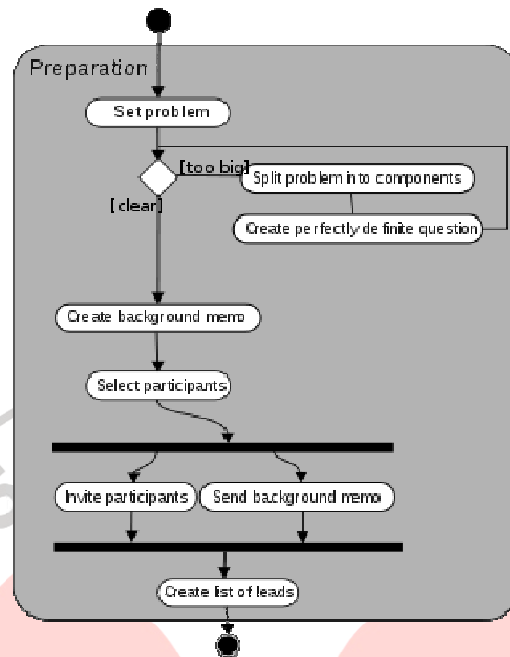 Preparation
Set problem
[too big]
Split problem into components
[clear]
Create perfectly definite question
Create background memo
Select participants
Invite participants
Send background memo
Create list of leads